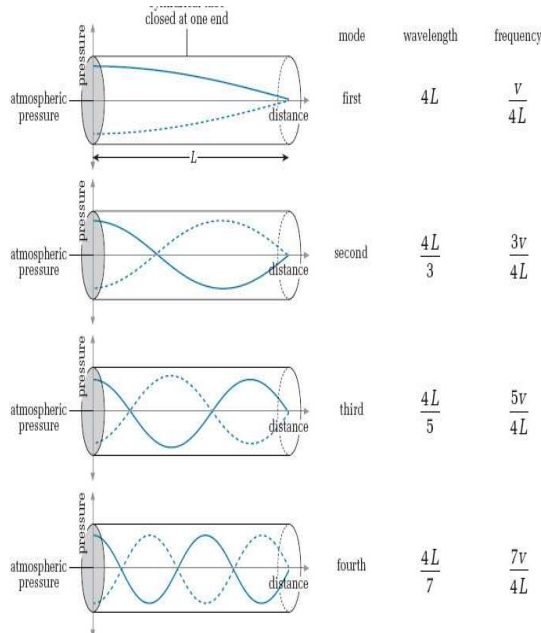 closed at one end
mode wavelength frequency
pressure
atmospheric
pressure
distance
L
first 4L v/4L
pressure
atmospheric
pressure
distance
second 4L/3 3v/4L
pressure
atmospheric
pressure
distance
third 4L/5 5v/4L
pressure
atmospheric
pressure
distance
fourth 4L/7 7v/4L